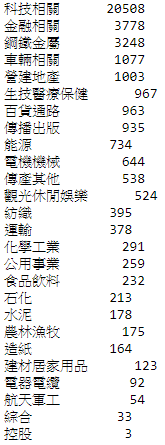 科技相關 20508
金融相關 3778
鋼鐵金屬 3248
車輛相關 1077
營建地產 1003
生技醫療保健 967
百貨通路 963
傳播出版 935
能源 734
電機機械 644
傳產其他 538
觀光休閒娛樂 524
紡織 395
運輸 378
化學工業 291
公用事業 259
食品飲料 232
石化 213
水泥 178
農林漁牧 175
造紙 164
建材居家用品 123
電器電纜 92
航天軍工 54
綜合 33
控股 3